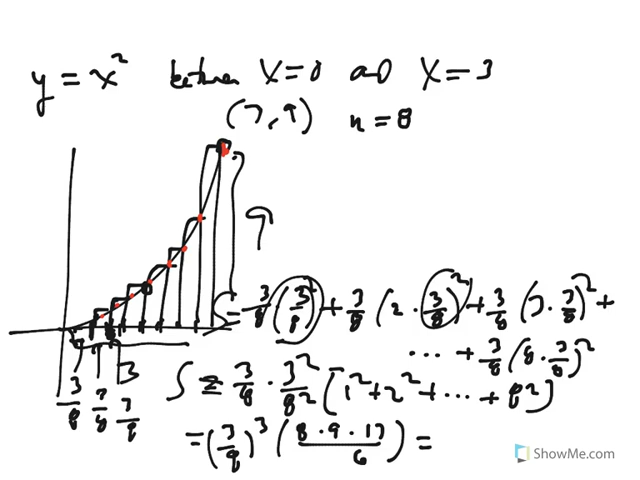 y = x² between X = 0 and X = 3
(3, 9) n = 8
9
S = 3/8 (3/8)² + 3/8 (2 · 3/8)² + 3/8 (3 · 3/8)² +
··· + 3/8 (8 · 3/8)²
3/8 3/8 3/8 3
S = 3/8 · 3²/8² (1² + 2² + ··· + 8²)
= (3/8)³ (8 · 9 · 17 / 6) =
ShowMe.com